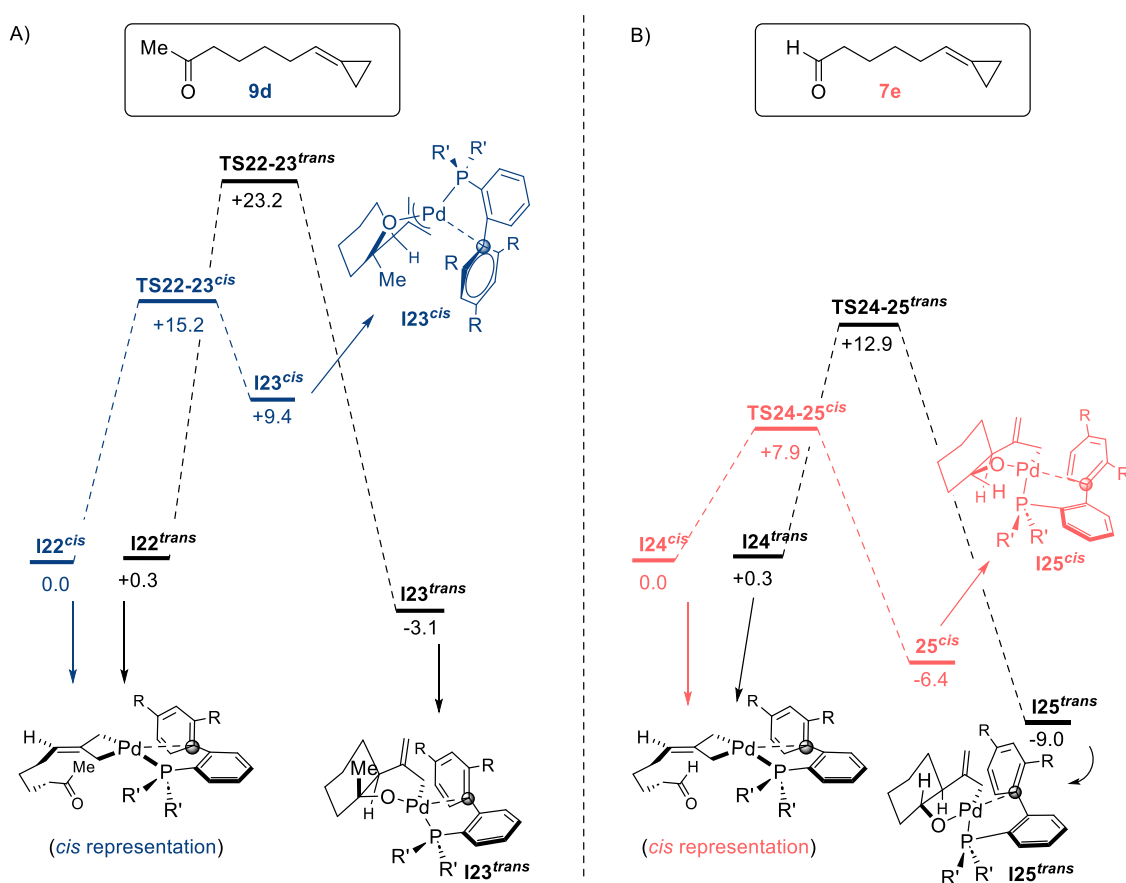 A)
Me
O
9d
TS22-23trans
+23.2
TS22-23cis
+15.2
I23cis
+9.4
R'
R'
P
Pd
O
H
Me
R
R
R
I23cis
I22cis
0.0
I22trans
+0.3
I23trans
-3.1
R
R
H
Me
O
Pd
P
R'
R'
(cis representation)
R
R
Me
O
Pd
H
P
R'
R'
I23trans
B)
H
O
7e
TS24-25trans
+12.9
TS24-25cis
+7.9
I24cis
0.0
I24trans
+0.3
25cis
-6.4
R
R
O
Pd
H
H
P
R'
R'
I25cis
I25trans
-9.0
R
R
H
H
O
Pd
P
R'
R'
(cis representation)
R
R
H
H
O
Pd
P
R'
R'
I25trans